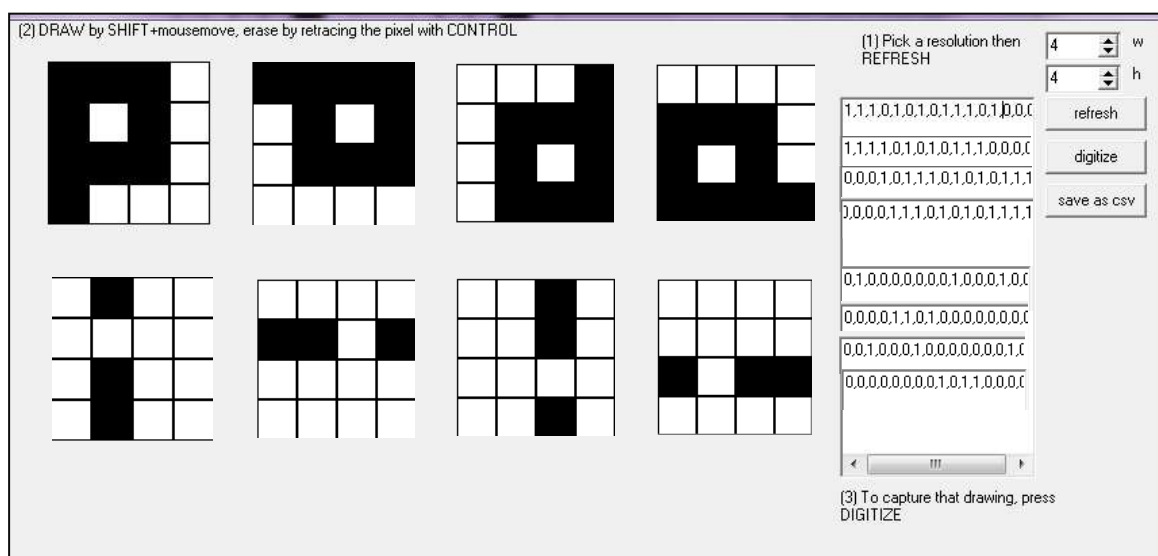 (2) DRAW by SHIFT+mousemove, erase by retracing the pixel with CONTROL
(1) Pick a resolution then
REFRESH
4 w
4 h
1,1,1,0,1,0,1,0,1,1,1,0,1,0,0,0
refresh
1,1,1,1,0,1,0,1,0,1,1,1,0,0,0,0
digitize
0,0,0,1,0,1,1,1,0,1,0,1,0,1,1,1
save as csv
0,0,0,0,1,1,1,0,1,0,1,0,1,1,1,1
0,1,0,0,0,0,0,0,0,1,0,0,0,1,0,0
0,0,0,0,1,1,0,1,0,0,0,0,0,0,0,0
0,0,1,0,0,0,1,0,0,0,0,0,0,0,1,0
0,0,0,0,0,0,0,0,1,0,1,1,0,0,0,0
(3) To capture that drawing, press
DIGITIZE